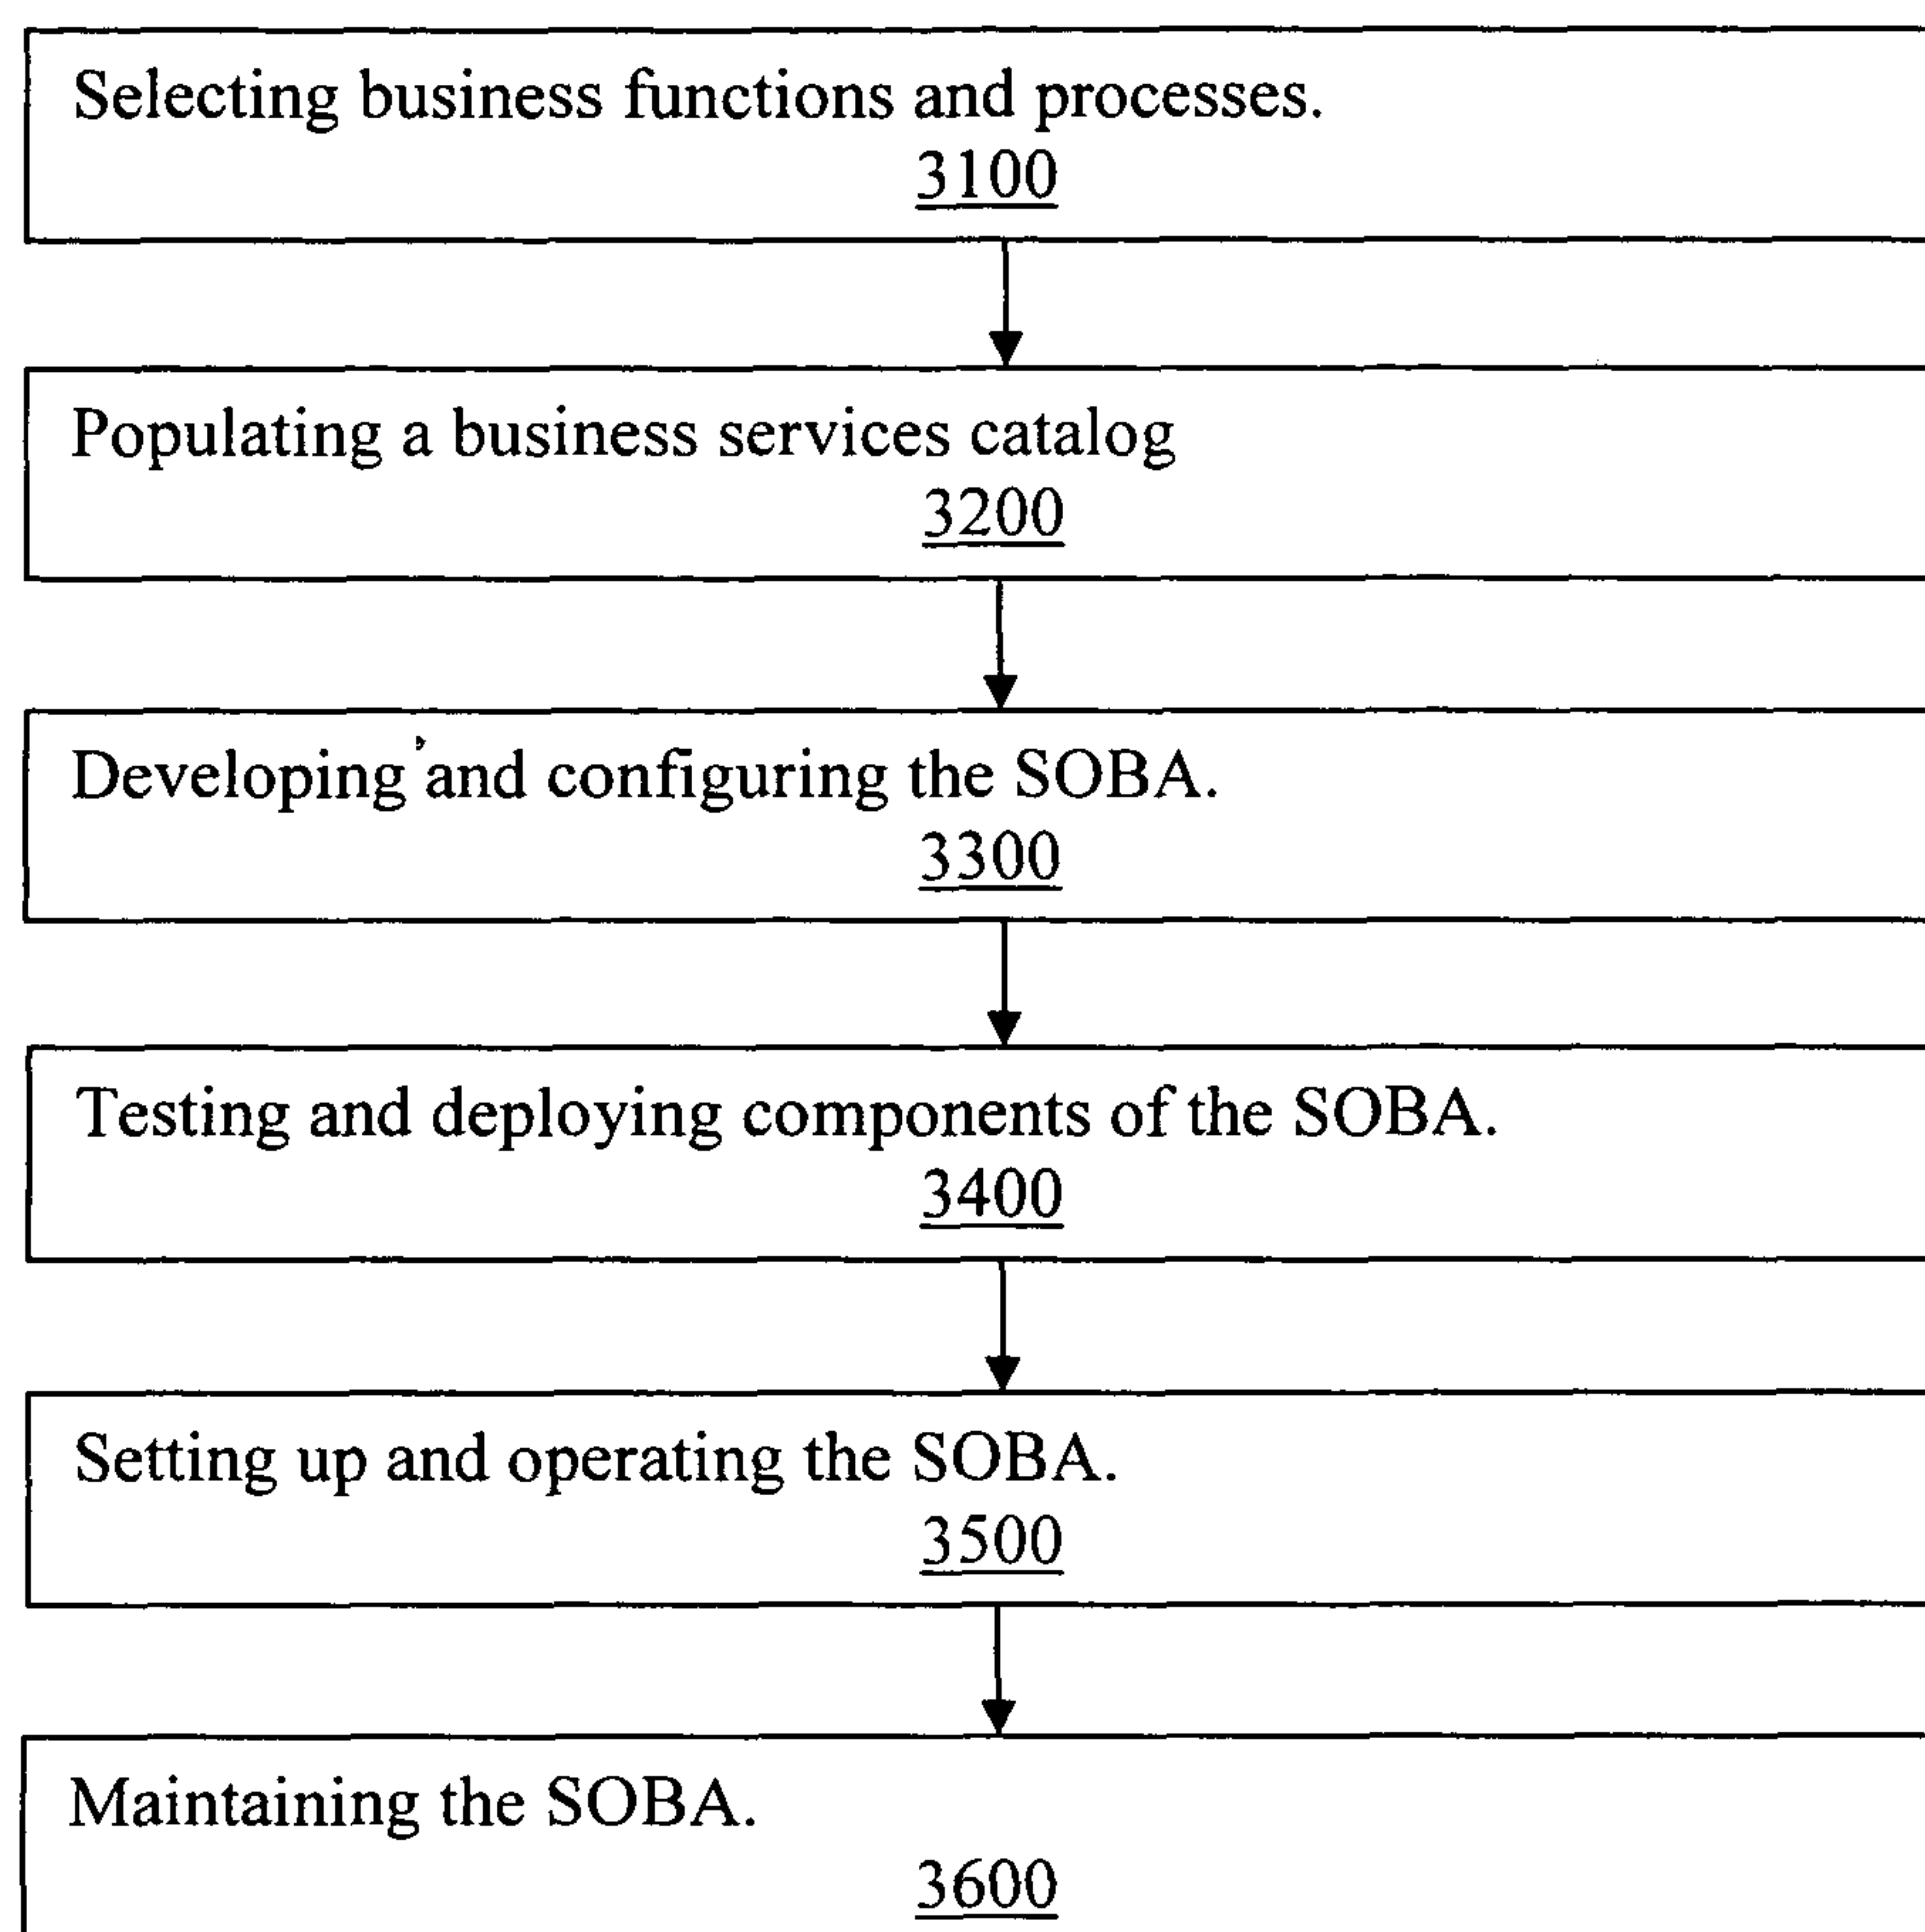 Selecting business functions and processes.
3100
Populating a business services catalog
3200
Developing and configuring the SOBA.
3300
Testing and deploying components of the SOBA.
3400
Setting up and operating the SOBA.
3500
Maintaining the SOBA.
3600